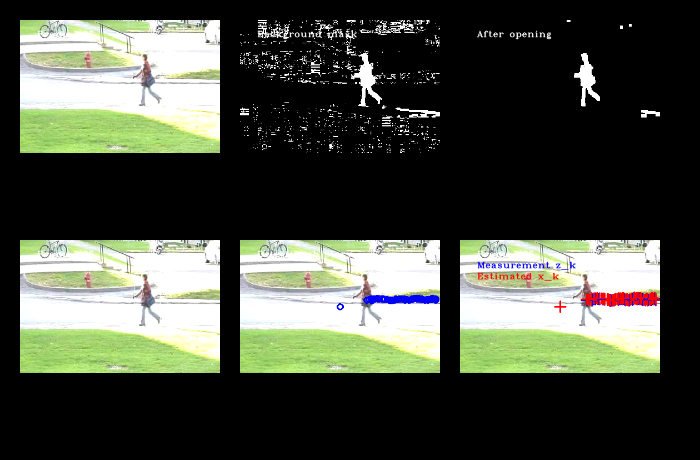 Background mask
After opening
Measurement z_k
Estimated x_k